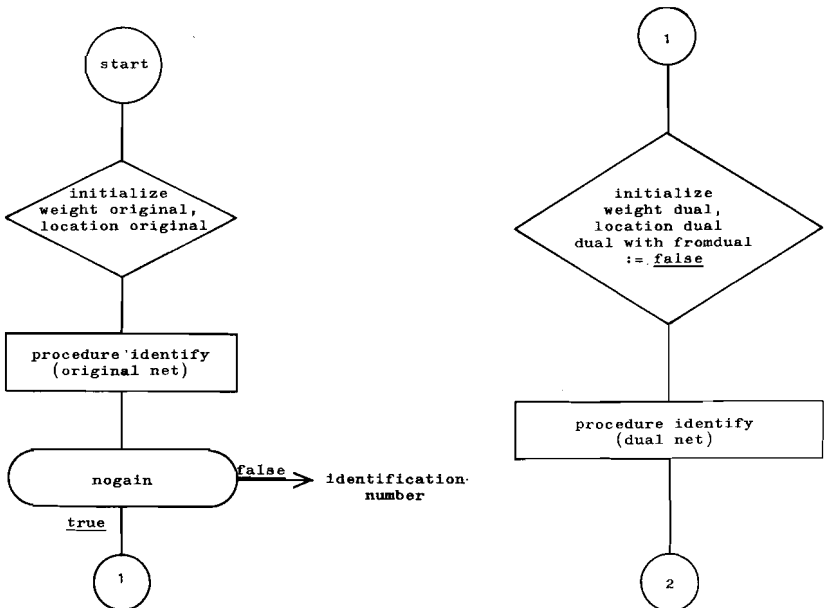 start
initialize
weight original,
location original
procedure identify
(original net)
nogain
false
identification
number
true
1
1
initialize
weight dual,
location dual
dual with fromdual
:= false
procedure identify
(dual net)
2